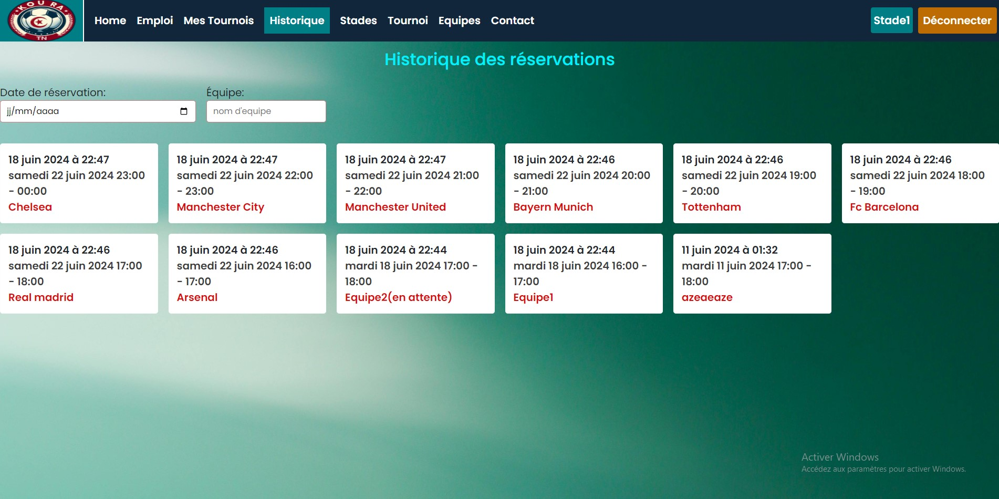 KOURA
TN
Home Emploi Mes Tournois Historique Stades Tournoi Equipes Contact Stade1 Déconnecter
Historique des réservations
Date de réservation: Équipe:
jj/mm/aaaa nom d'equipe
18 juin 2024 à 22:47
samedi 22 juin 2024 23:00
- 00:00
Chelsea
18 juin 2024 à 22:47
samedi 22 juin 2024 22:00
- 23:00
Manchester City
18 juin 2024 à 22:47
samedi 22 juin 2024 21:00
- 22:00
Manchester United
18 juin 2024 à 22:46
samedi 22 juin 2024 20:00
- 21:00
Bayern Munich
18 juin 2024 à 22:46
samedi 22 juin 2024 19:00
- 20:00
Tottenham
18 juin 2024 à 22:46
samedi 22 juin 2024 18:00
- 19:00
Fc Barcelona
18 juin 2024 à 22:46
samedi 22 juin 2024 17:00
- 18:00
Real madrid
18 juin 2024 à 22:46
samedi 22 juin 2024 16:00
- 17:00
Arsenal
18 juin 2024 à 22:44
mardi 18 juin 2024 17:00 -
18:00
Equipe2(en attente)
18 juin 2024 à 22:44
mardi 18 juin 2024 16:00 -
17:00
Equipe1
11 juin 2024 à 01:32
mardi 11 juin 2024 17:00 -
18:00
azeaeaze
Activer Windows
Accédez aux paramètres pour activer Windows.